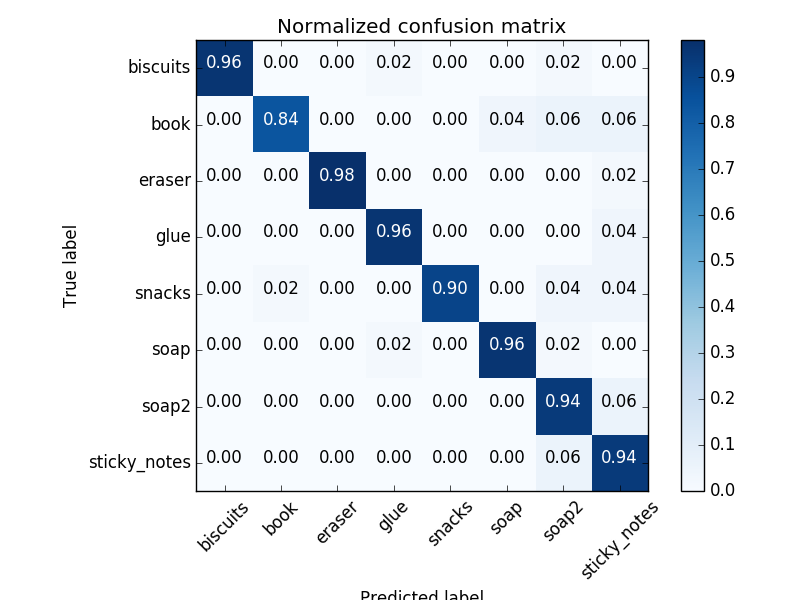 Normalized confusion matrix
biscuits 0.96 0.00 0.00 0.02 0.00 0.00 0.02 0.00
book 0.00 0.84 0.00 0.00 0.00 0.04 0.06 0.06
eraser 0.00 0.00 0.98 0.00 0.00 0.00 0.00 0.02
glue 0.00 0.00 0.00 0.96 0.00 0.00 0.00 0.04
snacks 0.00 0.02 0.00 0.00 0.90 0.00 0.04 0.04
soap 0.00 0.00 0.00 0.02 0.00 0.96 0.02 0.00
soap2 0.00 0.00 0.00 0.00 0.00 0.00 0.94 0.06
sticky_notes 0.00 0.00 0.00 0.00 0.00 0.00 0.06 0.94
True label
biscuits book eraser glue snacks soap soap2 sticky_notes
Predicted label
0.9
0.8
0.7
0.6
0.5
0.4
0.3
0.2
0.1
0.0